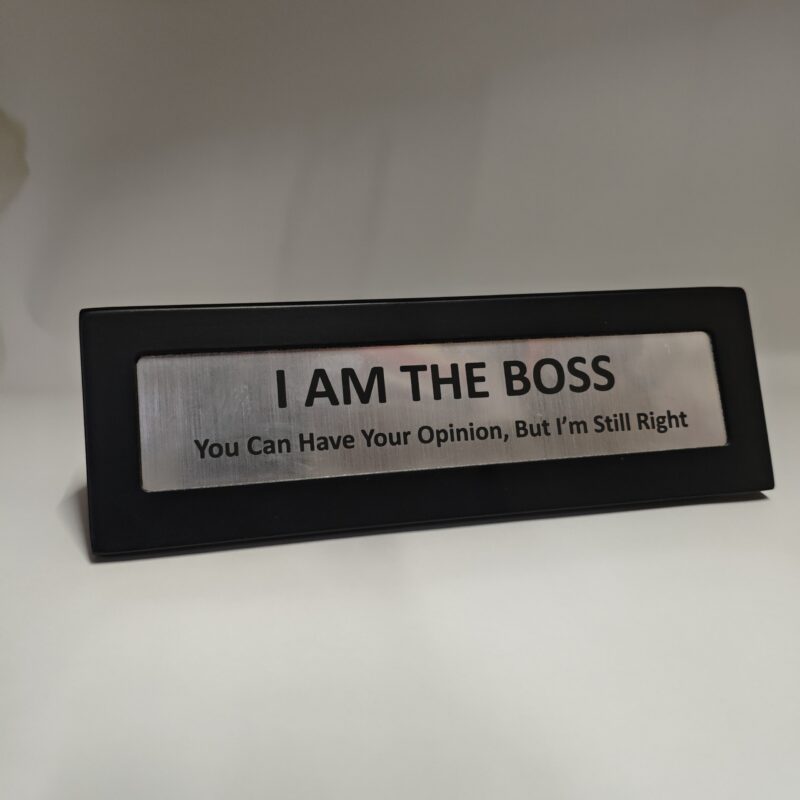 I AM THE BOSS
You Can Have Your Opinion, But I'm Still Right